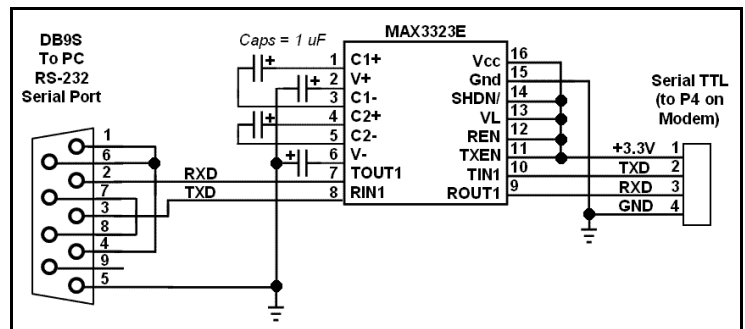 DB9S
To PC
RS-232
Serial Port
Caps = 1 uF
MAX3323E
1
6
2
7
3
8
4
9
5
RXD
TXD
1 C1+
2 V+
3 C1-
4 C2+
5 C2-
6 V-
7 TOUT1
8 RIN1
Vcc 16
Gnd 15
SHDN/ 14
VL 13
REN 12
TXEN 11
TIN1 10
ROUT1 9
Serial TTL
(to P4 on
Modem)
+3.3V 1
TXD 2
RXD 3
GND 4